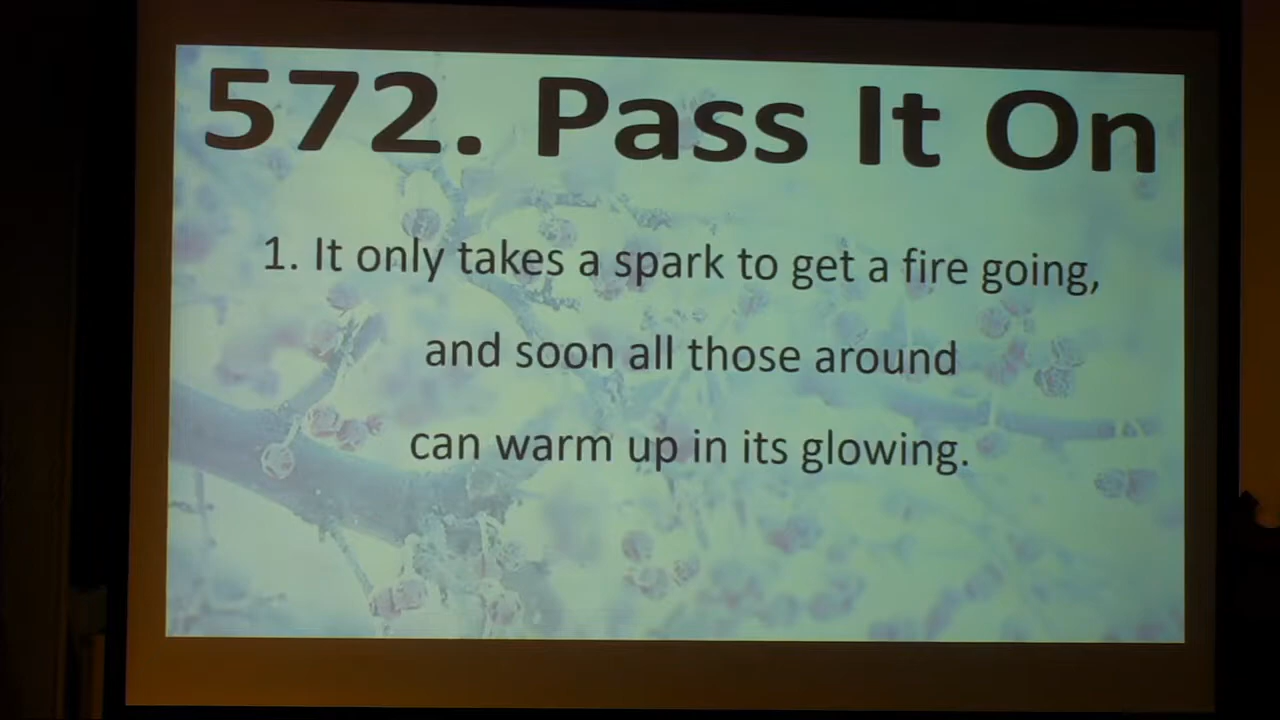 572. Pass It On
1. It only takes a spark to get a fire going,
and soon all those around
can warm up in its glowing.